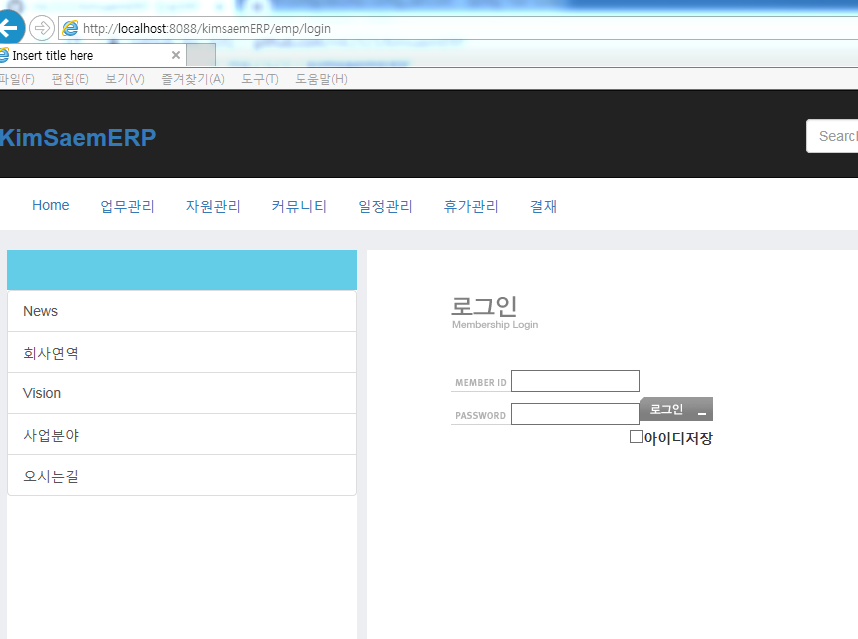 http://localhost:8088/kimsaemERP/emp/login
Insert title here
파일(F) 편집(E) 보기(V) 즐겨찾기(A) 도구(T) 도움말(H)
KimSaemERP
Search
Home 업무관리 자원관리 커뮤니티 일정관리 휴가관리 결재
News
회사연역
Vision
사업분야
오시는길
로그인
Membership Login
MEMBER ID
PASSWORD 로그인
아이디저장